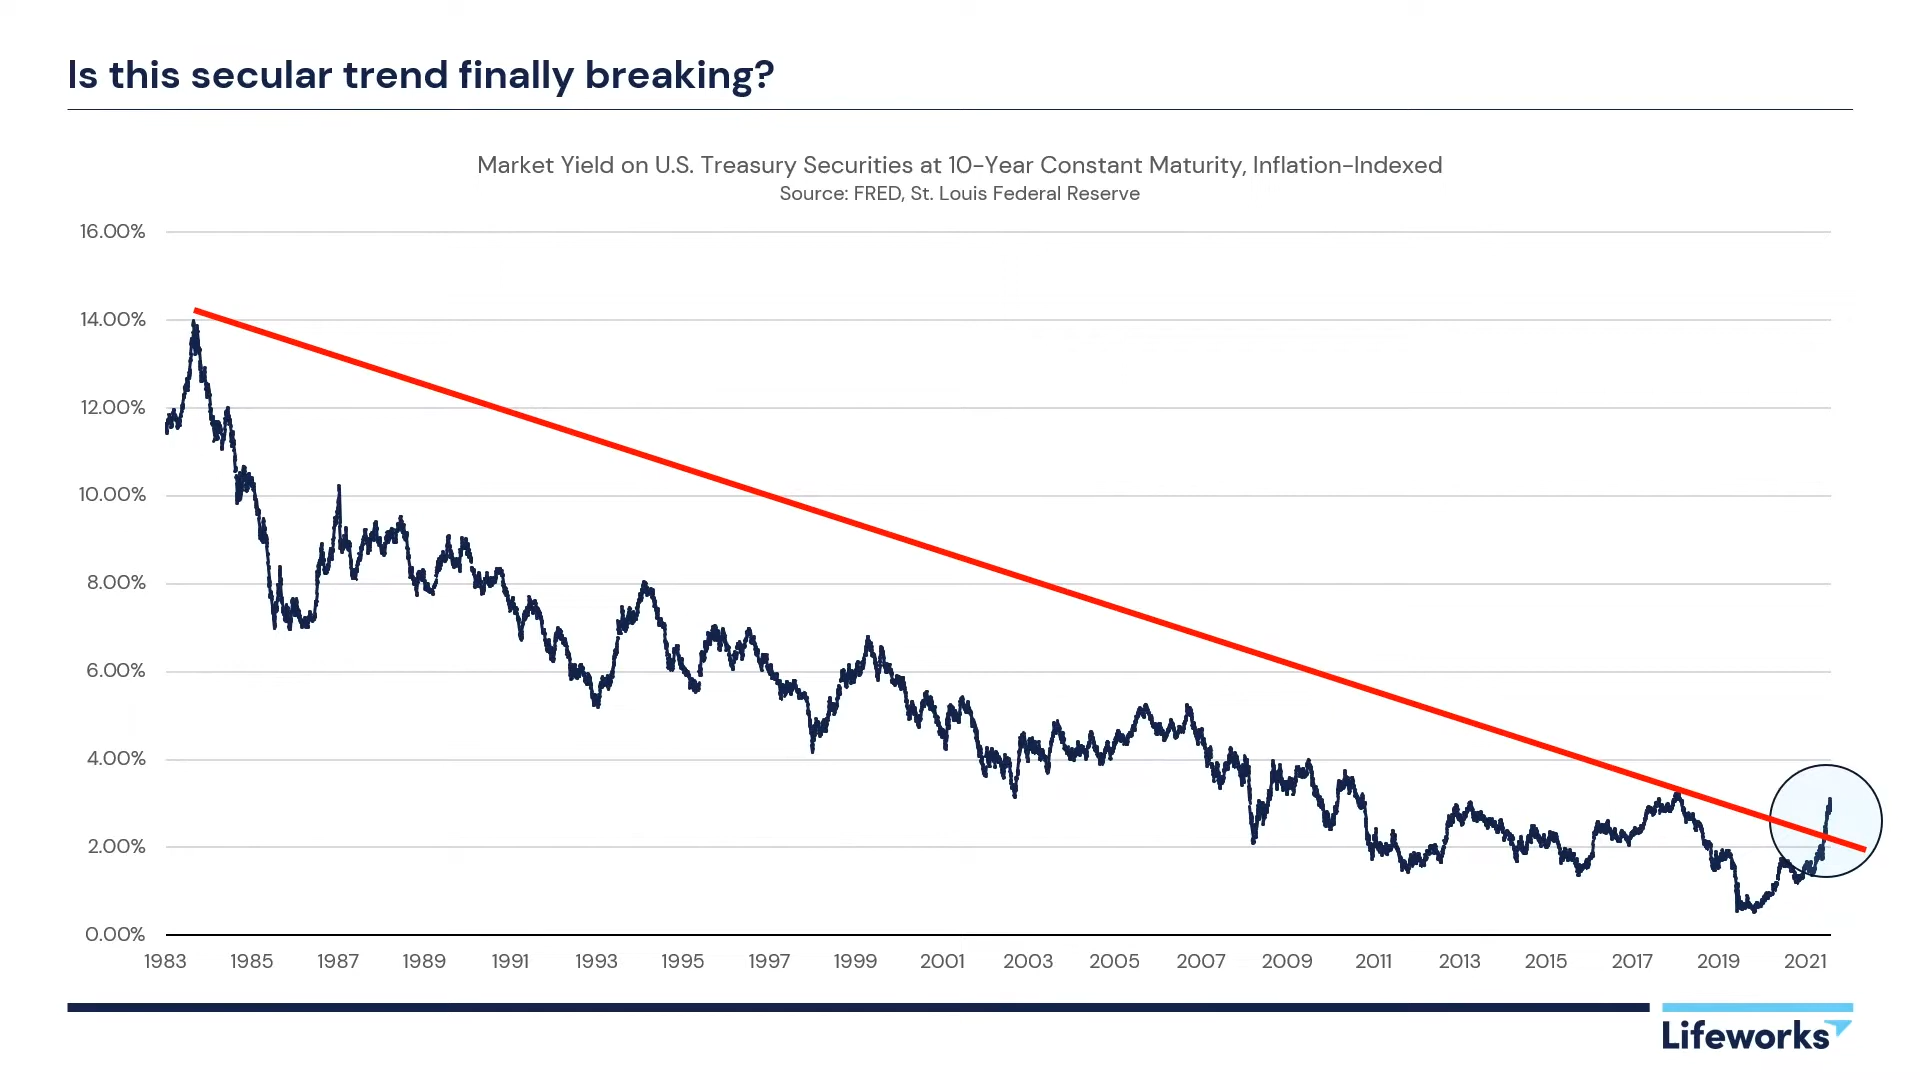 Is this secular trend finally breaking?
Market Yield on U.S. Treasury Securities at 10-Year Constant Maturity, Inflation-Indexed
Source: FRED, St. Louis Federal Reserve
16.00%
14.00%
12.00%
10.00%
8.00%
6.00%
4.00%
2.00%
0.00%
1983 1985 1987 1989 1991 1993 1995 1997 1999 2001 2003 2005 2007 2009 2011 2013 2015 2017 2019 2021
Lifeworks